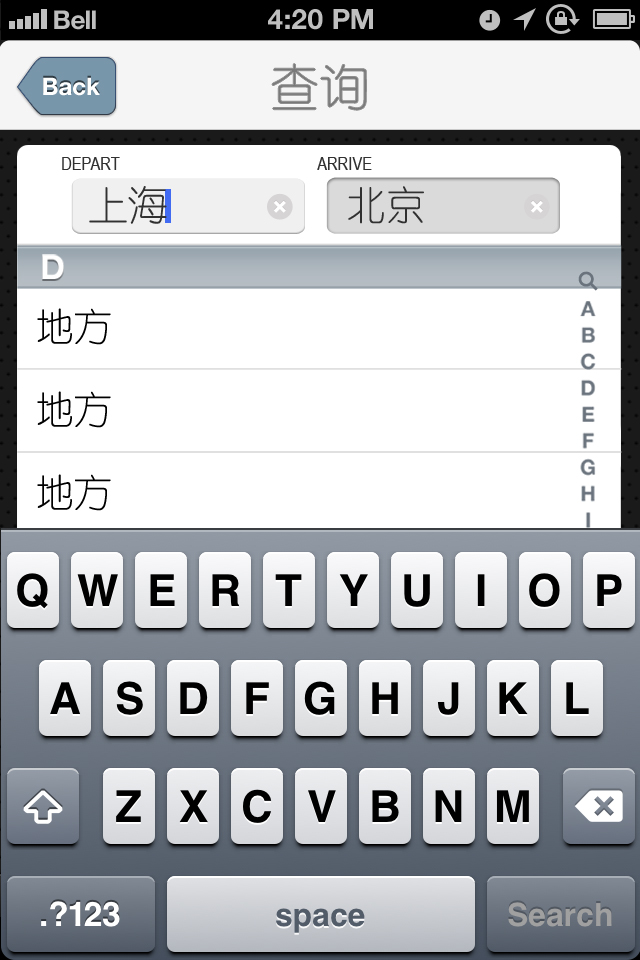 Bell 4:20 PM
Back 查询
DEPART ARRIVE
上海 北京
D
地方
地方
地方
A
B
C
D
E
F
G
H
I
Q W E R T Y U I O P
A S D F G H J K L
Z X C V B N M
.?123 space Search